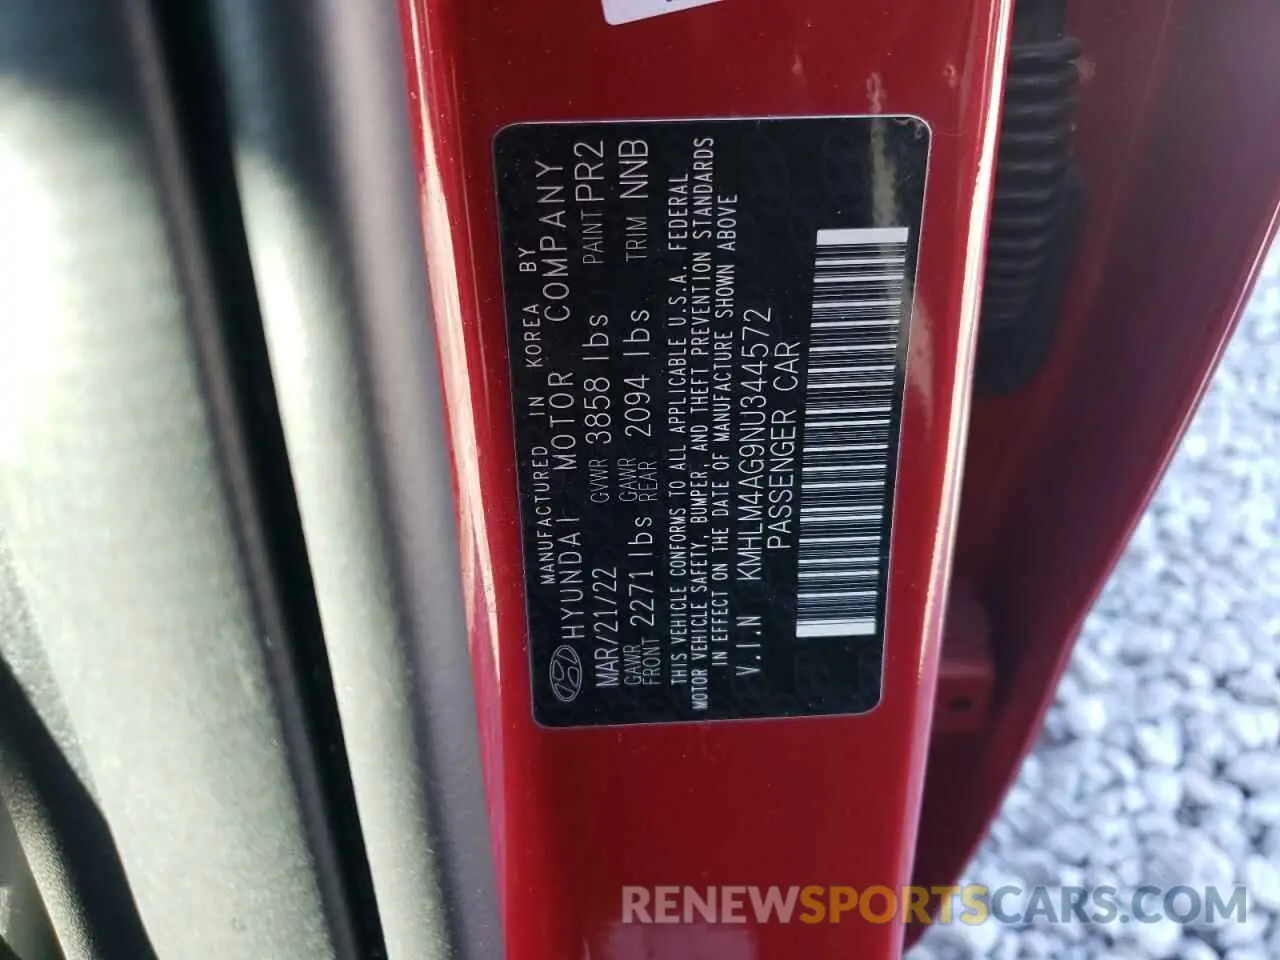 MANUFACTURED IN KOREA BY
HYUNDAI MOTOR COMPANY
MAR/21/22 GVWR 3858 lbs PAINT PR2
GAWR FRONT 2271 lbs GAWR REAR 2094 lbs TRIM NNB
THIS VEHICLE CONFORMS TO ALL APPLICABLE U.S.A. FEDERAL
MOTOR VEHICLE SAFETY, BUMPER, AND THEFT PREVENTION STANDARDS
IN EFFECT ON THE DATE OF MANUFACTURE SHOWN ABOVE
V.I.N KMHLM4AG9NU344572
PASSENGER CAR
RENEWSPORTSCARS.COM